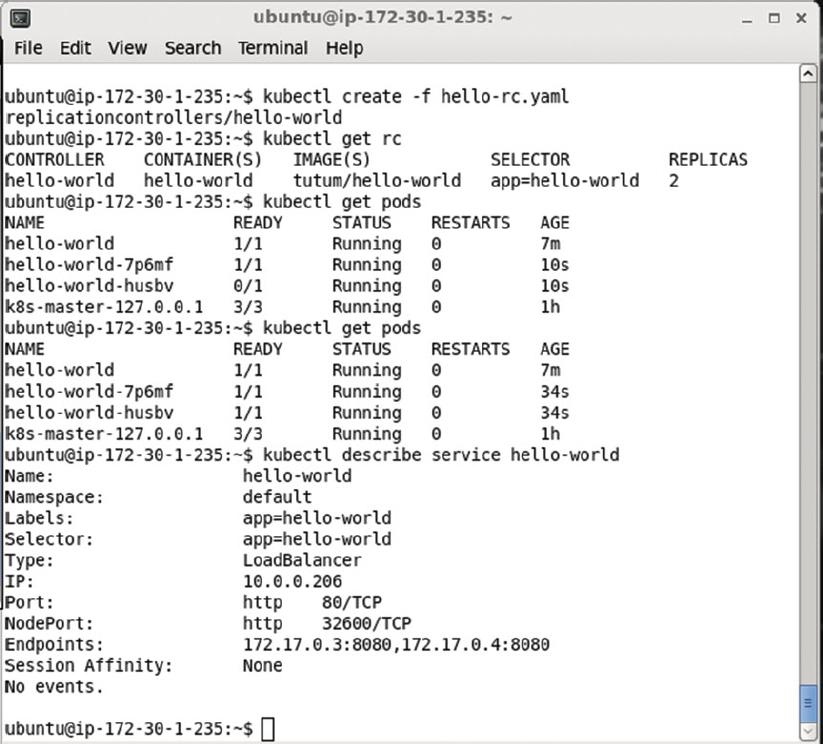 ubuntu@ip-172-30-1-235: ~
File Edit View Search Terminal Help
ubuntu@ip-172-30-1-235:~$ kubectl create -f hello-rc.yaml
replicationcontrollers/hello-world
ubuntu@ip-172-30-1-235:~$ kubectl get rc
CONTROLLER CONTAINER(S) IMAGE(S) SELECTOR REPLICAS
hello-world hello-world tutum/hello-world app=hello-world 2
ubuntu@ip-172-30-1-235:~$ kubectl get pods
NAME READY STATUS RESTARTS AGE
hello-world 1/1 Running 0 7m
hello-world-7p6mf 1/1 Running 0 10s
hello-world-husbv 0/1 Running 0 10s
k8s-master-127.0.0.1 3/3 Running 0 1h
ubuntu@ip-172-30-1-235:~$ kubectl get pods
NAME READY STATUS RESTARTS AGE
hello-world 1/1 Running 0 7m
hello-world-7p6mf 1/1 Running 0 34s
hello-world-husbv 1/1 Running 0 34s
k8s-master-127.0.0.1 3/3 Running 0 1h
ubuntu@ip-172-30-1-235:~$ kubectl describe service hello-world
Name: hello-world
Namespace: default
Labels: app=hello-world
Selector: app=hello-world
Type: LoadBalancer
IP: 10.0.0.206
Port: http 80/TCP
NodePort: http 32600/TCP
Endpoints: 172.17.0.3:8080,172.17.0.4:8080
Session Affinity: None
No events.
ubuntu@ip-172-30-1-235:~$